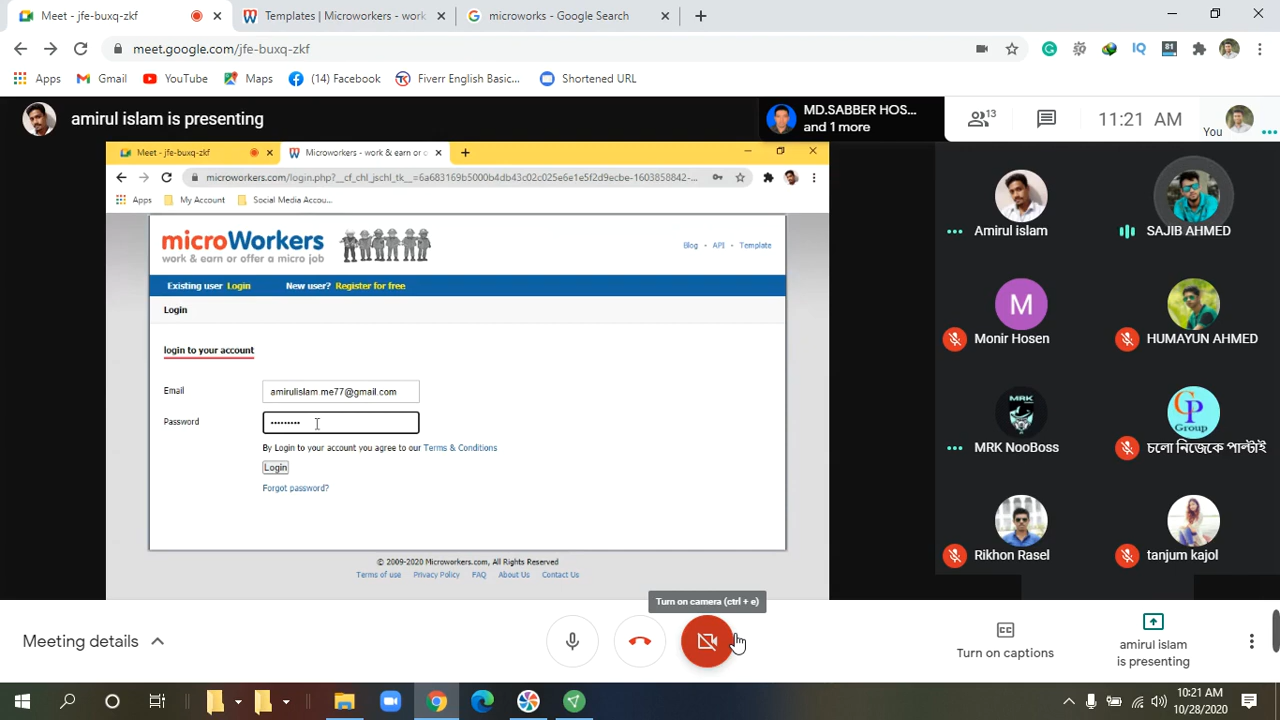 Meet - jfe-buxq-zkf
Templates | Microworkers - work
microworks - Google Search
meet.google.com/jfe-buxq-zkf
81
IQ
Apps
Gmail
YouTube
Maps
(14) Facebook
Fiverr English Basic...
Shortened URL
amirul islam is presenting
MD.SABBER HOS...
and 1 more
13
11:21 AM
You
Meet - jfe-buxq-zkf
Microworkers - work & earn or o
microworkers.com/login.php?__cf_chl_jschl_tk__=6a683169b5000b4db43c02c025e6e1e5f2d9ecbe-1603858842-...
Apps
My Account
Social Media Accou...
microWorkers
work & earn or offer a micro job
Blog - API - Template
Existing user Login New user? Register for free
Login
login to your account
Email
amirulislam.me77@gmail.com
Password
By Login to your account you agree to our Terms & Conditions
Login
Forgot password?
© 2009-2020 Microworkers.com, All Rights Reserved
Terms of use Privacy Policy FAQ About Us Contact Us
Amirul islam
SAJIB AHMED
M
Monir Hosen
HUMAYUN AHMED
MRK
MRK NooBoss
CP
Group
চলো নিজেকে পাল্টাই
Rikhon Rasel
tanjum kajol
Turn on camera (ctrl + e)
Meeting details
CC
Turn on captions
amirul islam
is presenting
10:21 AM
10/28/2020